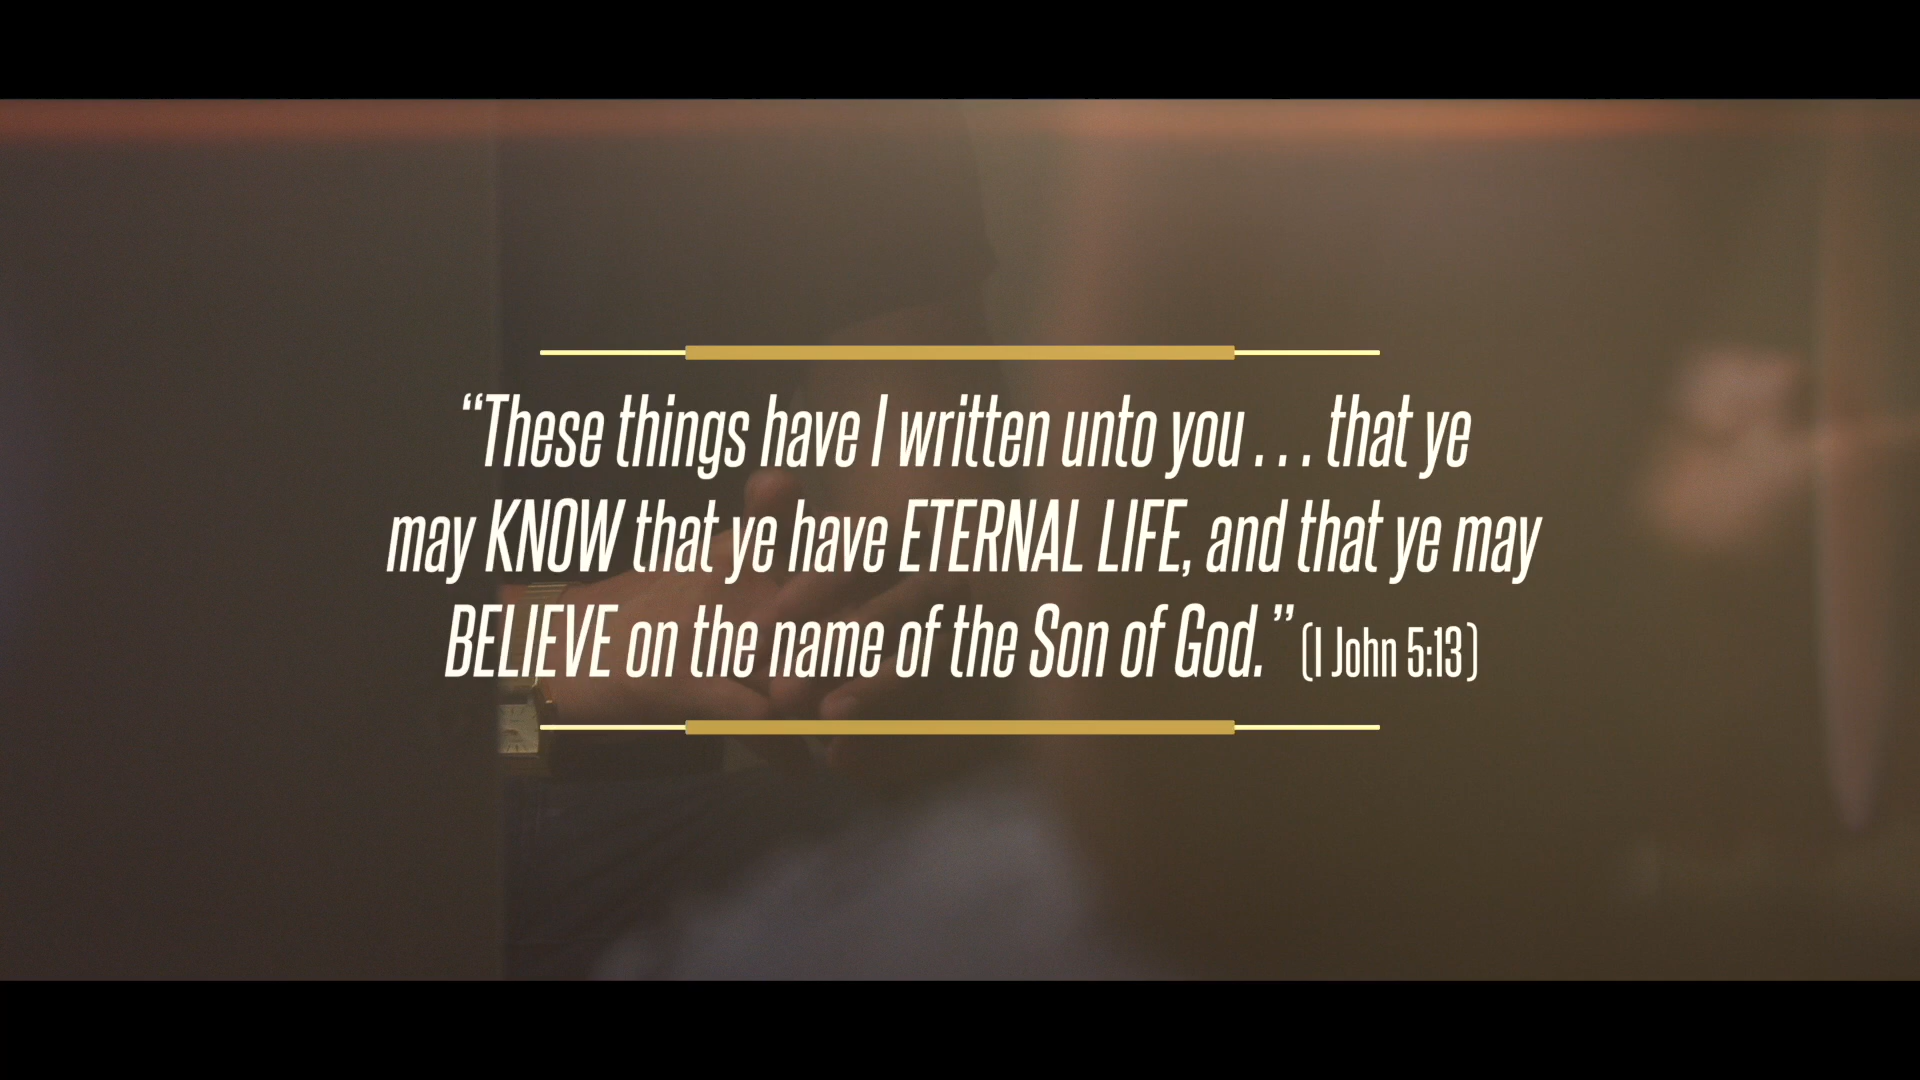 “These things have I written unto you . . . that ye
may KNOW that ye have ETERNAL LIFE, and that ye may
BELIEVE on the name of the Son of God.” (I John 5:13)